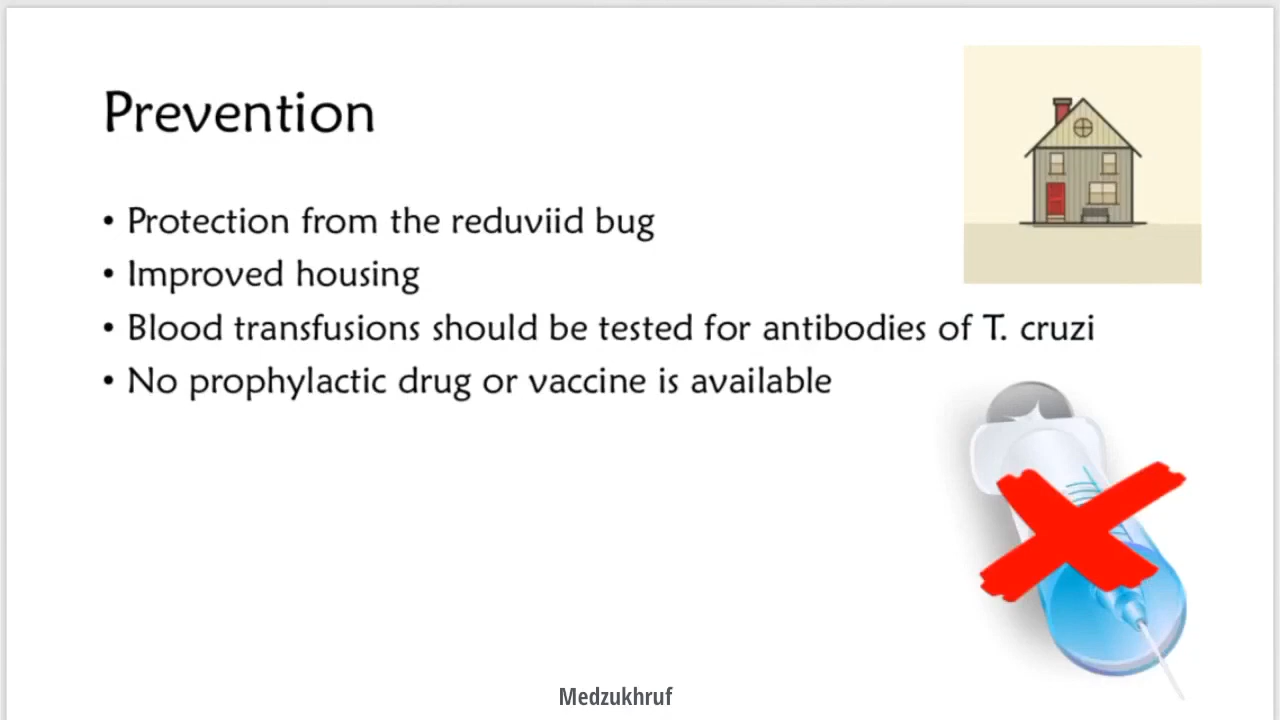 Prevention
• Protection from the reduviid bug
• Improved housing
• Blood transfusions should be tested for antibodies of T. cruzi
• No prophylactic drug or vaccine is available
Medzukhruf